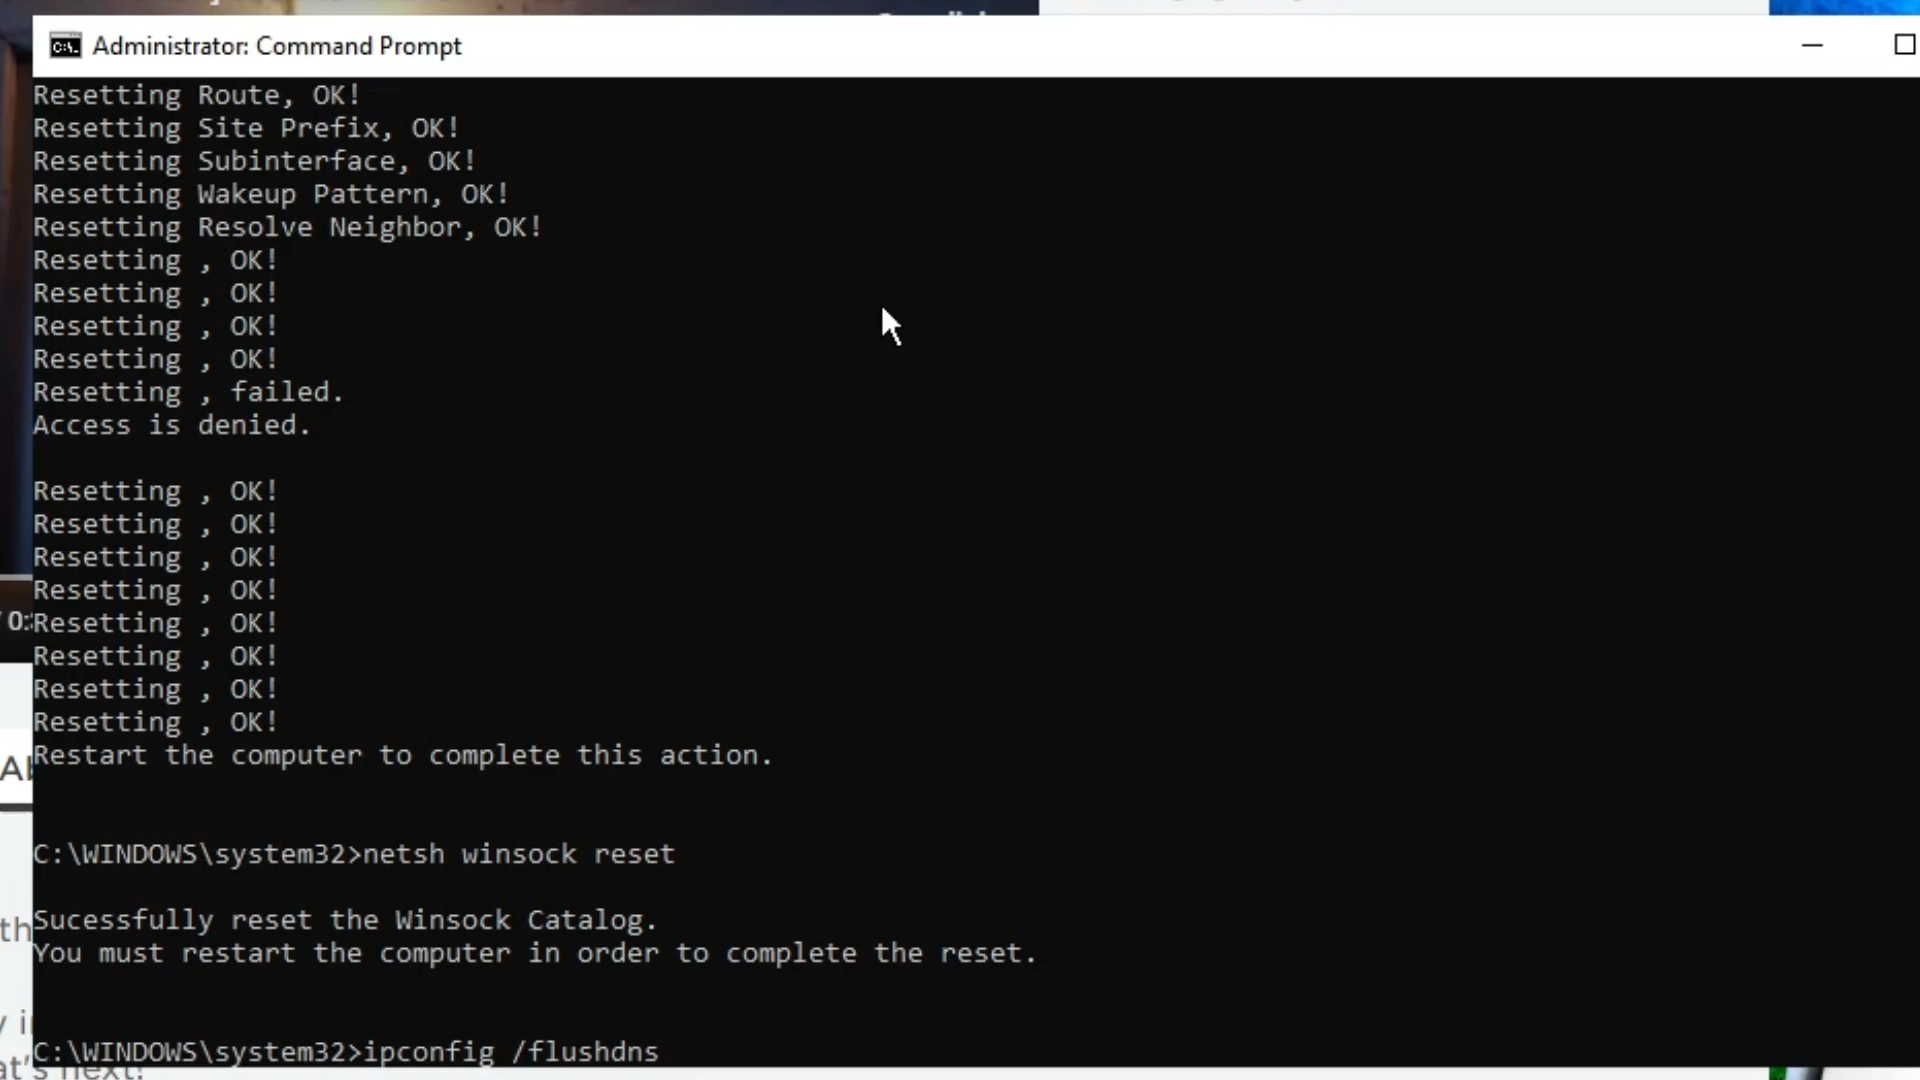 Administrator: Command Prompt
Resetting Route, OK!
Resetting Site Prefix, OK!
Resetting Subinterface, OK!
Resetting Wakeup Pattern, OK!
Resetting Resolve Neighbor, OK!
Resetting , OK!
Resetting , OK!
Resetting , OK!
Resetting , OK!
Resetting , failed.
Access is denied.
Resetting , OK!
Resetting , OK!
Resetting , OK!
Resetting , OK!
Resetting , OK!
Resetting , OK!
Resetting , OK!
Resetting , OK!
Restart the computer to complete this action.
C:\WINDOWS\system32>netsh winsock reset
Sucessfully reset the Winsock Catalog.
You must restart the computer in order to complete the reset.
C:\WINDOWS\system32>ipconfig /flushdns